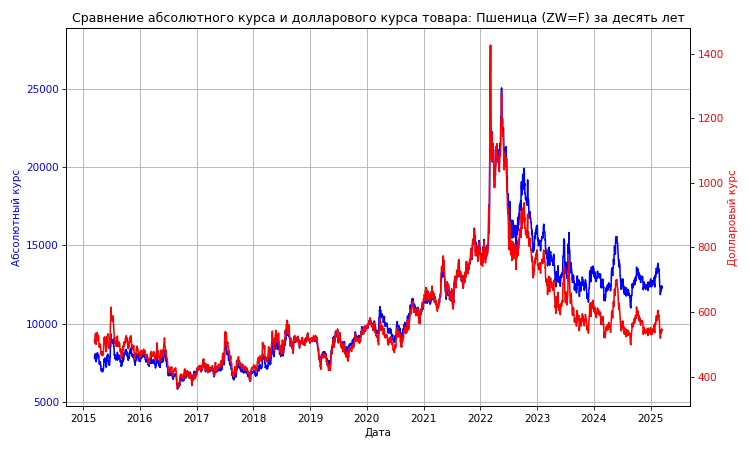 Сравнение абсолютного курса и долларового курса товара: Пшеница (ZW=F) за десять лет
25000
20000
15000
10000
5000
Абсолютный курс
1400
1200
1000
800
600
400
Долларовый курс
2015 2016 2017 2018 2019 2020 2021 2022 2023 2024 2025
Дата